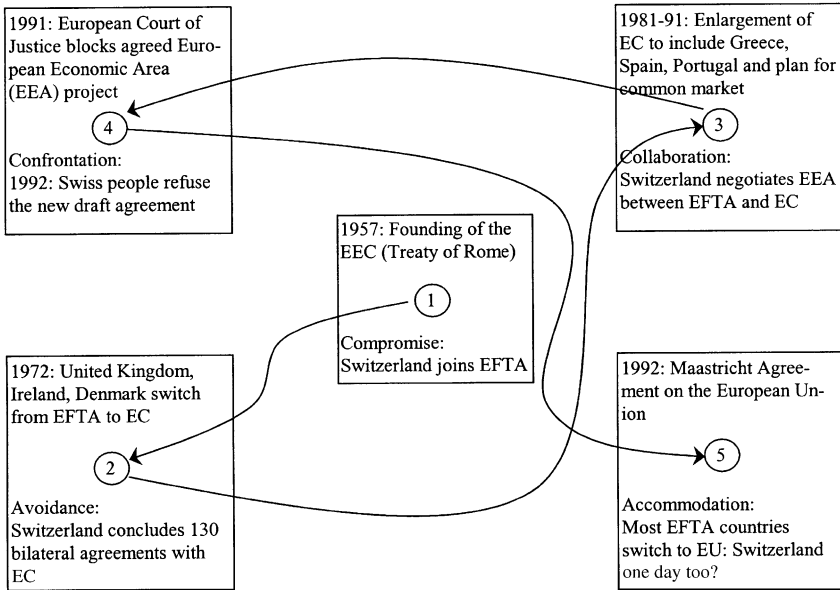 1991: European Court of
Justice blocks agreed Euro-
pean Economic Area
(EEA) project
4
Confrontation:
1992: Swiss people refuse
the new draft agreement
1981-91: Enlargement of
EC to include Greece,
Spain, Portugal and plan for
common market
3
Collaboration:
Switzerland negotiates EEA
between EFTA and EC
1957: Founding of the
EEC (Treaty of Rome)
1
Compromise:
Switzerland joins EFTA
1972: United Kingdom,
Ireland, Denmark switch
from EFTA to EC
2
Avoidance:
Switzerland concludes 130
bilateral agreements with
EC
1992: Maastricht Agree-
ment on the European Un-
ion
5
Accommodation:
Most EFTA countries
switch to EU: Switzerland
one day too?